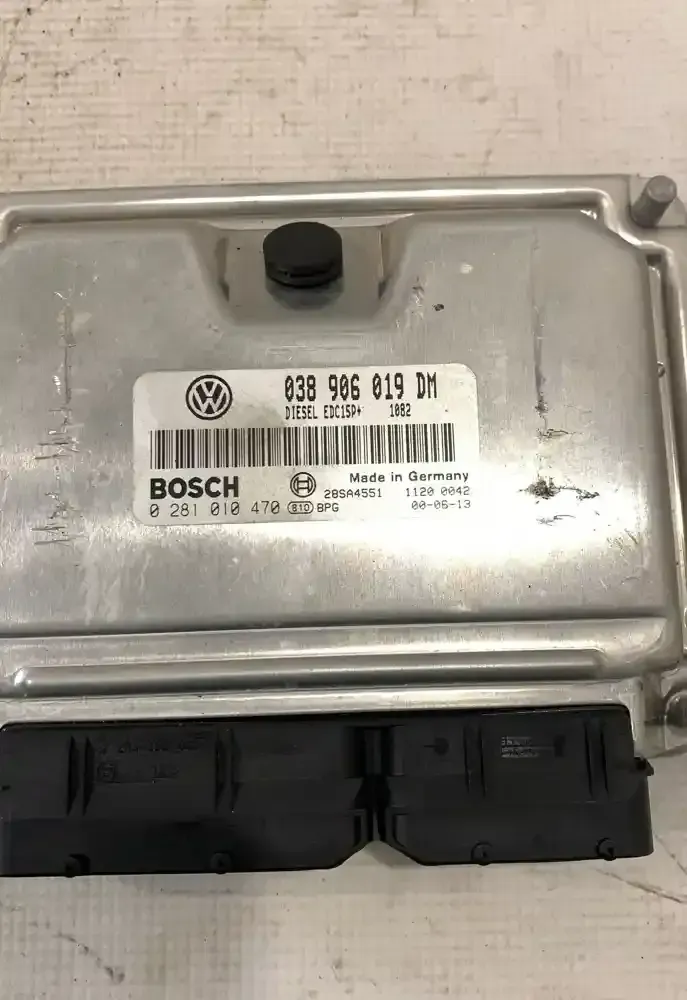 038 906 019 DM
DIESEL EDC15P+ 1082
Made in Germany
BOSCH 28SA4551 1120 0042
0 281 010 470 810 BPG 00-06-13